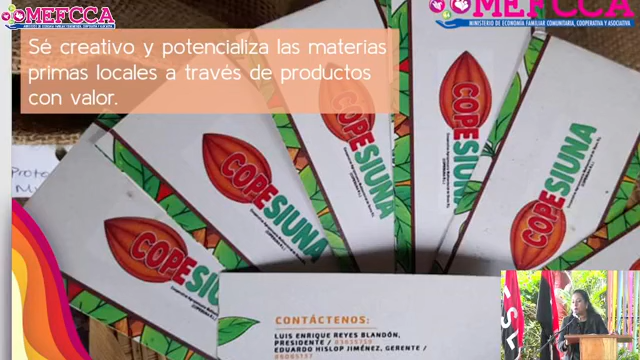 MEFCCA
MEFCCA
MINISTERIO DE ECONOMÍA FAMILIAR COMUNITARIA, COOPERATIVA Y ASOCIATIVA
Sé creativo y potencializa las materias
primas locales a través de productos
con valor.
COPESIUNA
COPESIUNA
COPESIUNA
COPESIUNA
COPESIUNA
CONTÁCTENOS:
LUIS ENRIQUE REYES BLANDÓN,
PRESIDENTE /
EDUARDO HISLOP JIMÉNEZ, GERENTE /